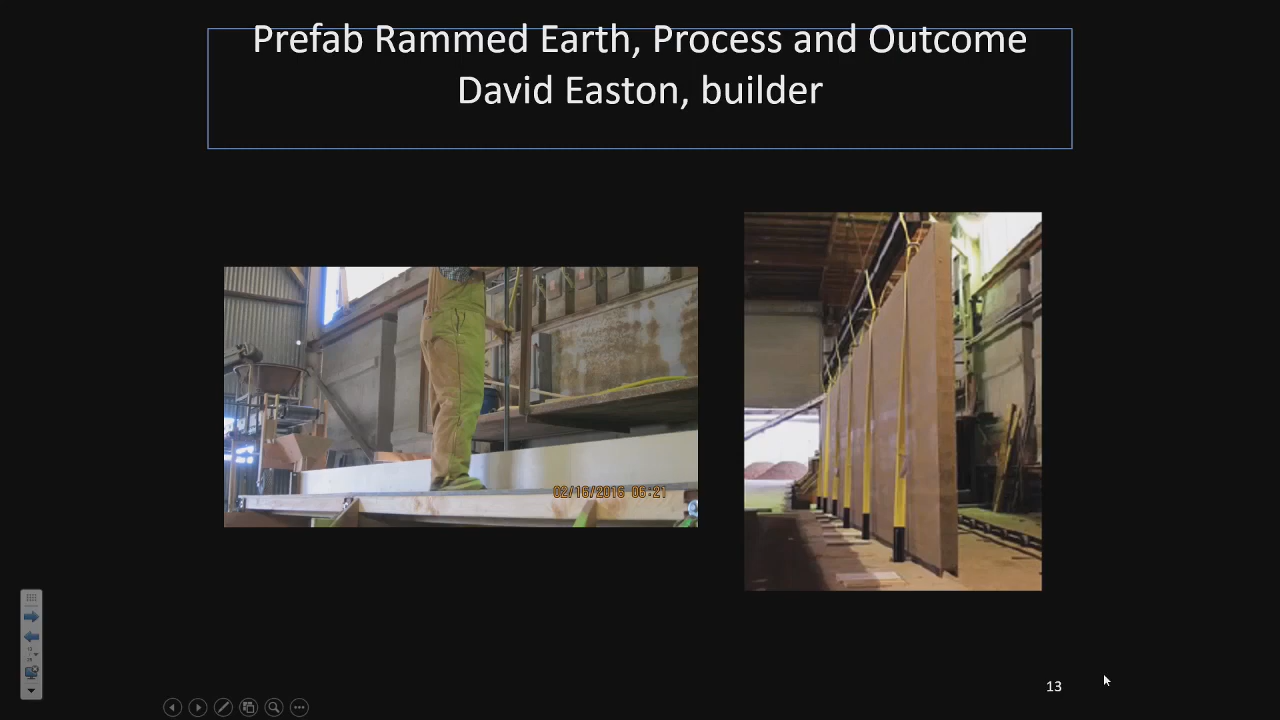 Prefab Rammed Earth, Process and Outcome
David Easton, builder
02/16/2016 06:21
13